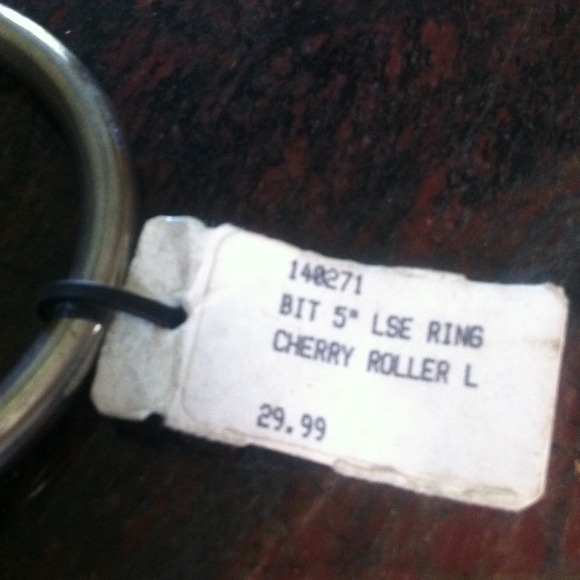 140271
BIT 5" LSE RING
CHERRY ROLLER L
29.99